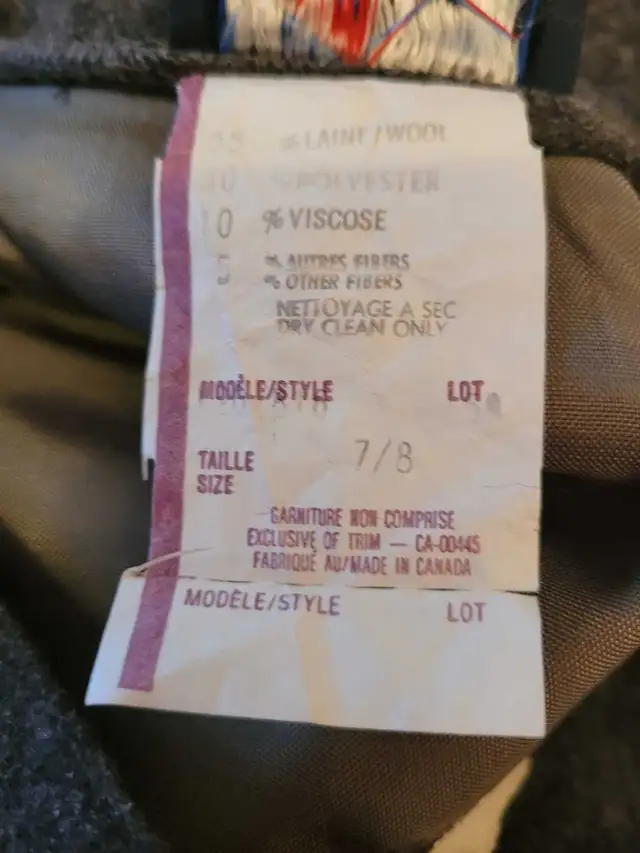 % LAINE/WOOL
% POLYESTER
10 % VISCOSE
5 % AUTRES FIBERS
% OTHER FIBERS
NETTOYAGE A SEC
DRY CLEAN ONLY
MODÈLE/STYLE LOT
TAILLE
SIZE 7/8
GARNITURE NON COMPRISE
EXCLUSIVE OF TRIM — CA-00445
FABRIQUÉ AU/MADE IN CANADA
MODÈLE/STYLE LOT